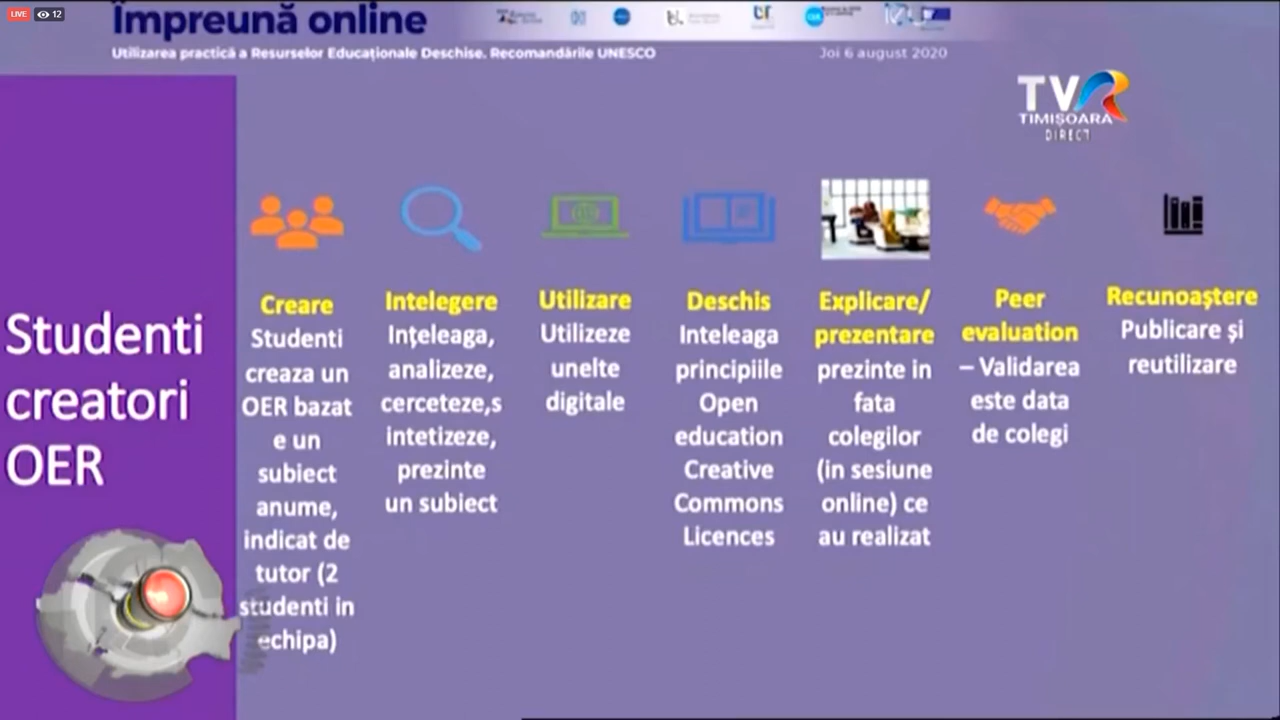 LIVE 12
Împreună online
Utilizarea practică a Resurselor Educaționale Deschise. Recomandările UNESCO
Joi 6 august 2020
TVR
TIMIȘOARA
DIRECT
Studenti
creatori
OER
Creare
Studenti
creaza un
OER bazat
e un
subiect
anume,
indicat de
tutor (2
studenti in
echipa)
Intelegere
Ințeleaga,
analizeze,
cerceteze,s
intetizeze,
prezinte
un subiect
Utilizare
Utilizeze
unelte
digitale
Deschis
Inteleaga
principiile
Open
education
Creative
Commons
Licences
Explicare/
prezentare
prezinte in
fata
colegilor
(in sesiune
online) ce
au realizat
Peer
evaluation
– Validarea
este data
de colegi
Recunoaștere
Publicare și
reutilizare